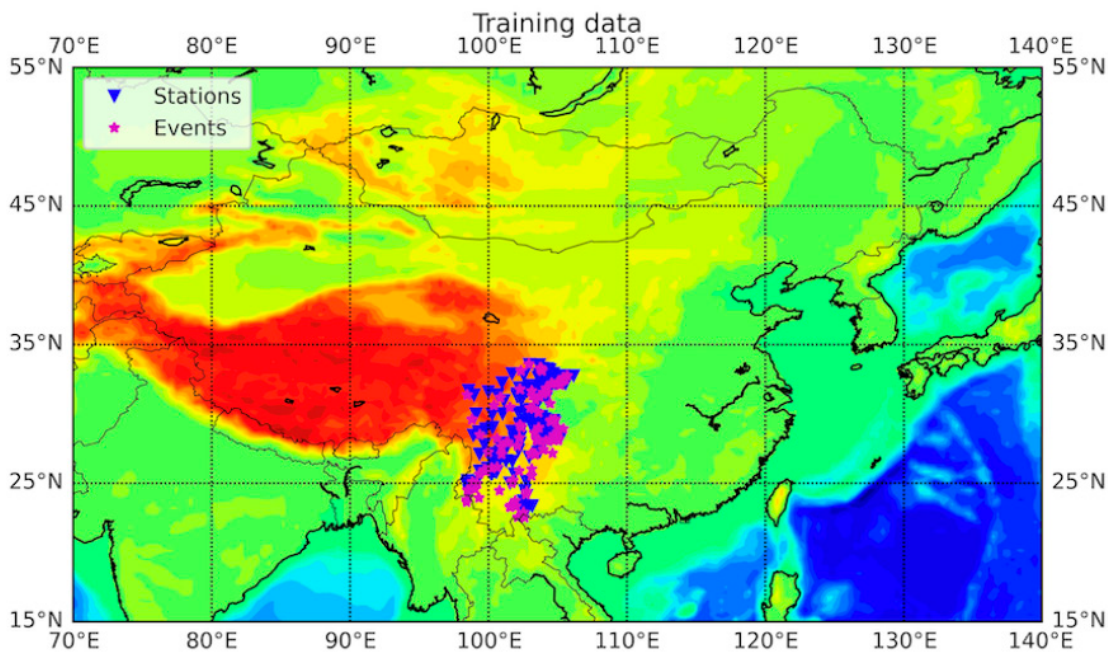 Training data
70°E 80°E 90°E 100°E 110°E 120°E 130°E 140°E
55°N 55°N
Stations
Events
45°N 45°N
35°N 35°N
25°N 25°N
15°N 15°N
70°E 80°E 90°E 100°E 110°E 120°E 130°E 140°E